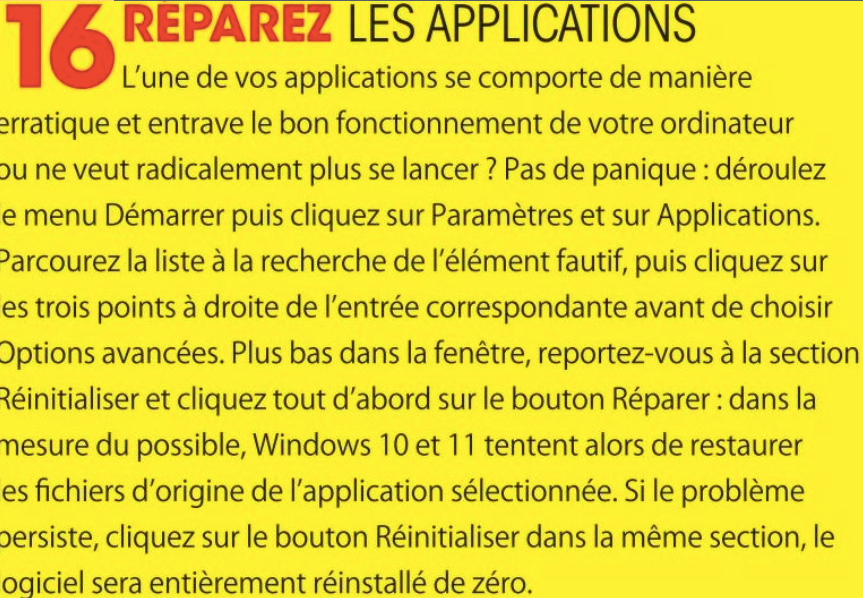 16 RÉPAREZ LES APPLICATIONS
L'une de vos applications se comporte de manière
erratique et entrave le bon fonctionnement de votre ordinateur
ou ne veut radicalement plus se lancer ? Pas de panique : déroulez
le menu Démarrer puis cliquez sur Paramètres et sur Applications.
Parcourez la liste à la recherche de l'élément fautif, puis cliquez sur
les trois points à droite de l'entrée correspondante avant de choisir
Options avancées. Plus bas dans la fenêtre, reportez-vous à la section
Réinitialiser et cliquez tout d'abord sur le bouton Réparer : dans la
mesure du possible, Windows 10 et 11 tentent alors de restaurer
les fichiers d'origine de l'application sélectionnée. Si le problème
persiste, cliquez sur le bouton Réinitialiser dans la même section, le
logiciel sera entièrement réinstallé de zéro.